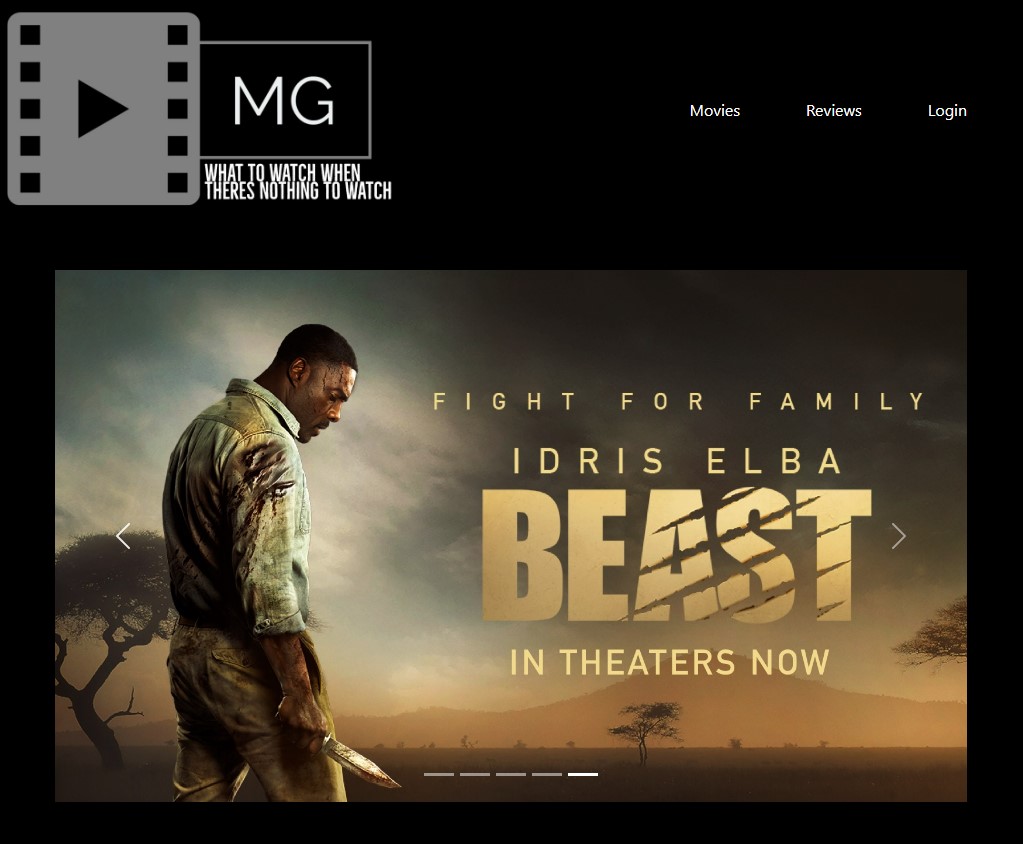 MG
WHAT TO WATCH WHEN
THERES NOTHING TO WATCH
Movies Reviews Login
FIGHT FOR FAMILY
IDRIS ELBA
BEAST
IN THEATERS NOW